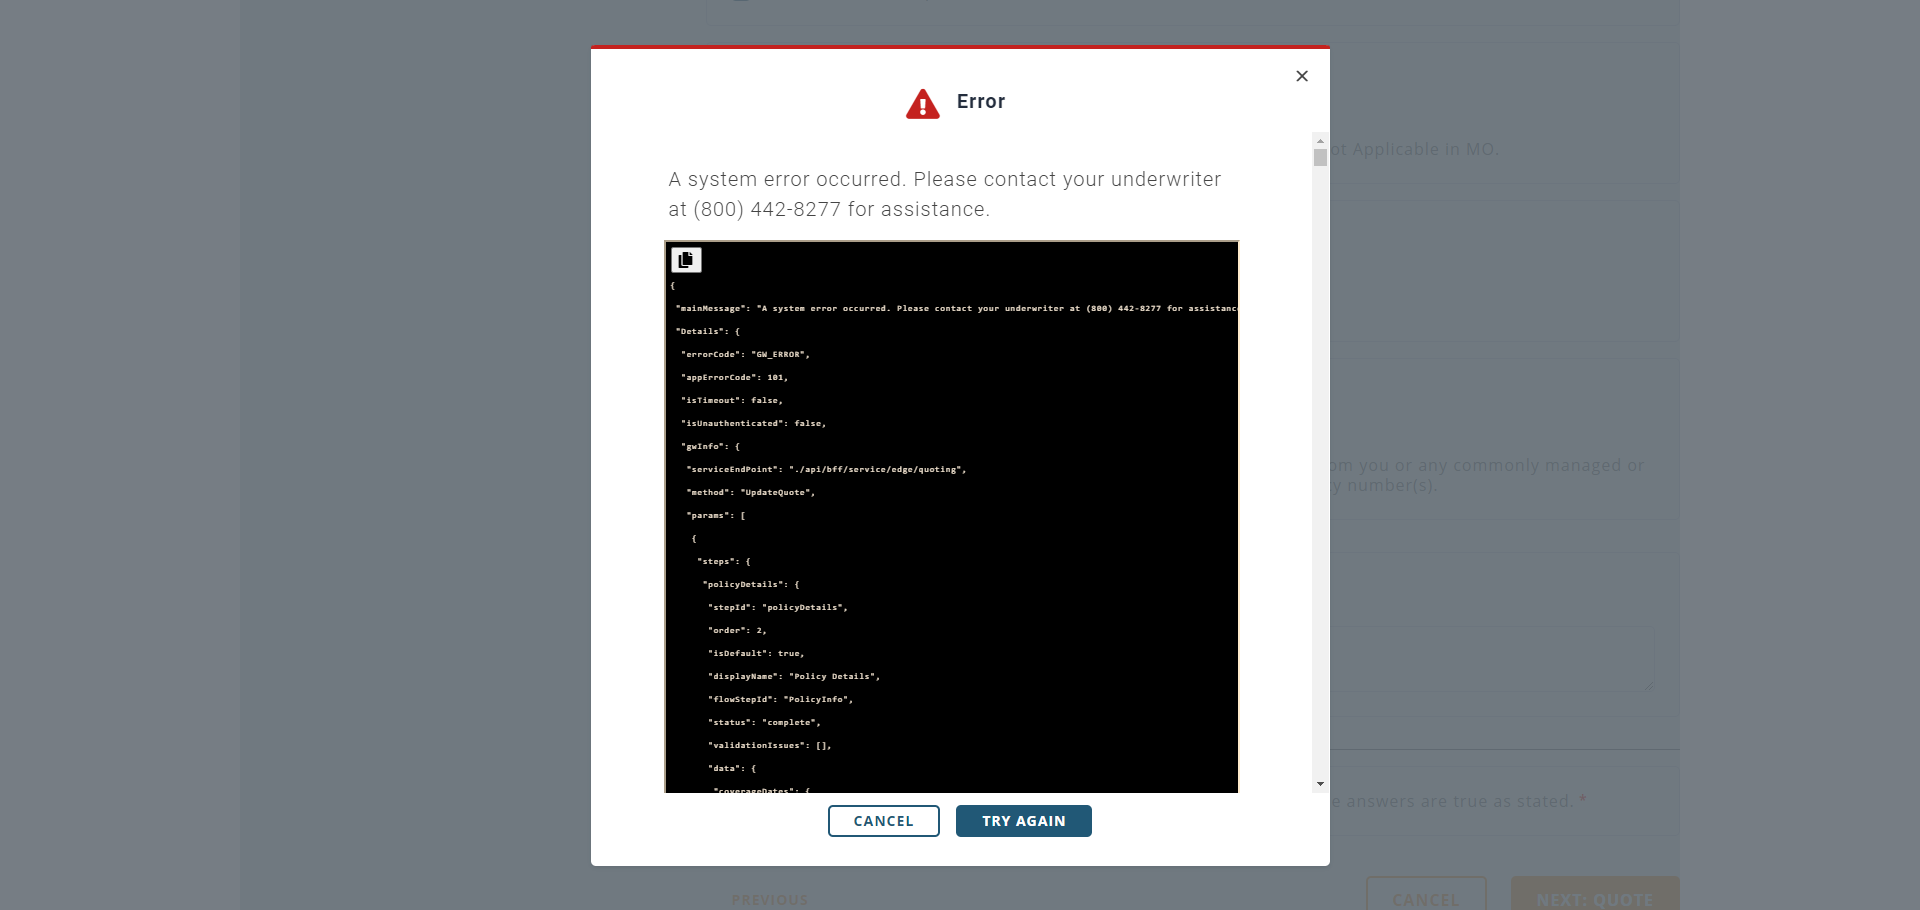 ot Applicable in MO.
om you or any commonly managed or
y number(s).
e answers are true as stated. *
PREVIOUS
CANCEL
NEXT: QUOTE
×
Error
A system error occurred. Please contact your underwriter
at (800) 442-8277 for assistance.
{
"mainMessage": "A system error occurred. Please contact your underwriter at (800) 442-8277 for assistanc
"Details": {
"errorCode": "GW_ERROR",
"appErrorCode": 101,
"isTimeout": false,
"isUnauthenticated": false,
"gwInfo": {
"serviceEndPoint": "./api/bff/service/edge/quoting",
"method": "UpdateQuote",
"params": [
{
"steps": {
"policyDetails": {
"stepId": "policyDetails",
"order": 2,
"isDefault": true,
"displayName": "Policy Details",
"flowStepId": "PolicyInfo",
"status": "complete",
"validationIssues": [],
"data": {
"coverageDates": {
CANCEL
TRY AGAIN